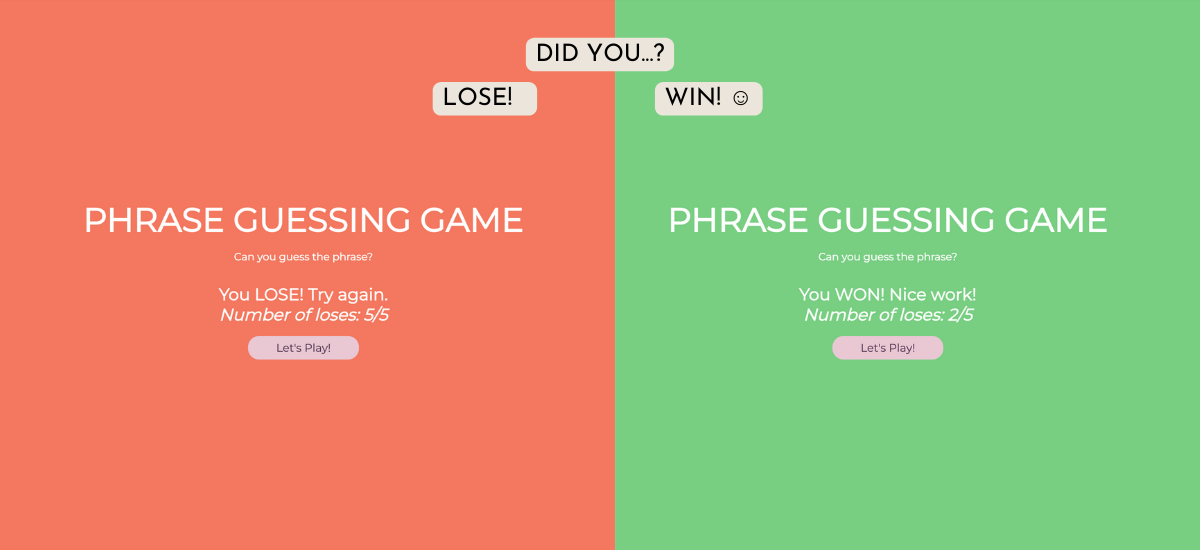 DID YOU...?
LOSE!
WIN! ☺
PHRASE GUESSING GAME
Can you guess the phrase?
You LOSE! Try again.
Number of loses: 5/5
Let's Play!
PHRASE GUESSING GAME
Can you guess the phrase?
You WON! Nice work!
Number of loses: 2/5
Let's Play!